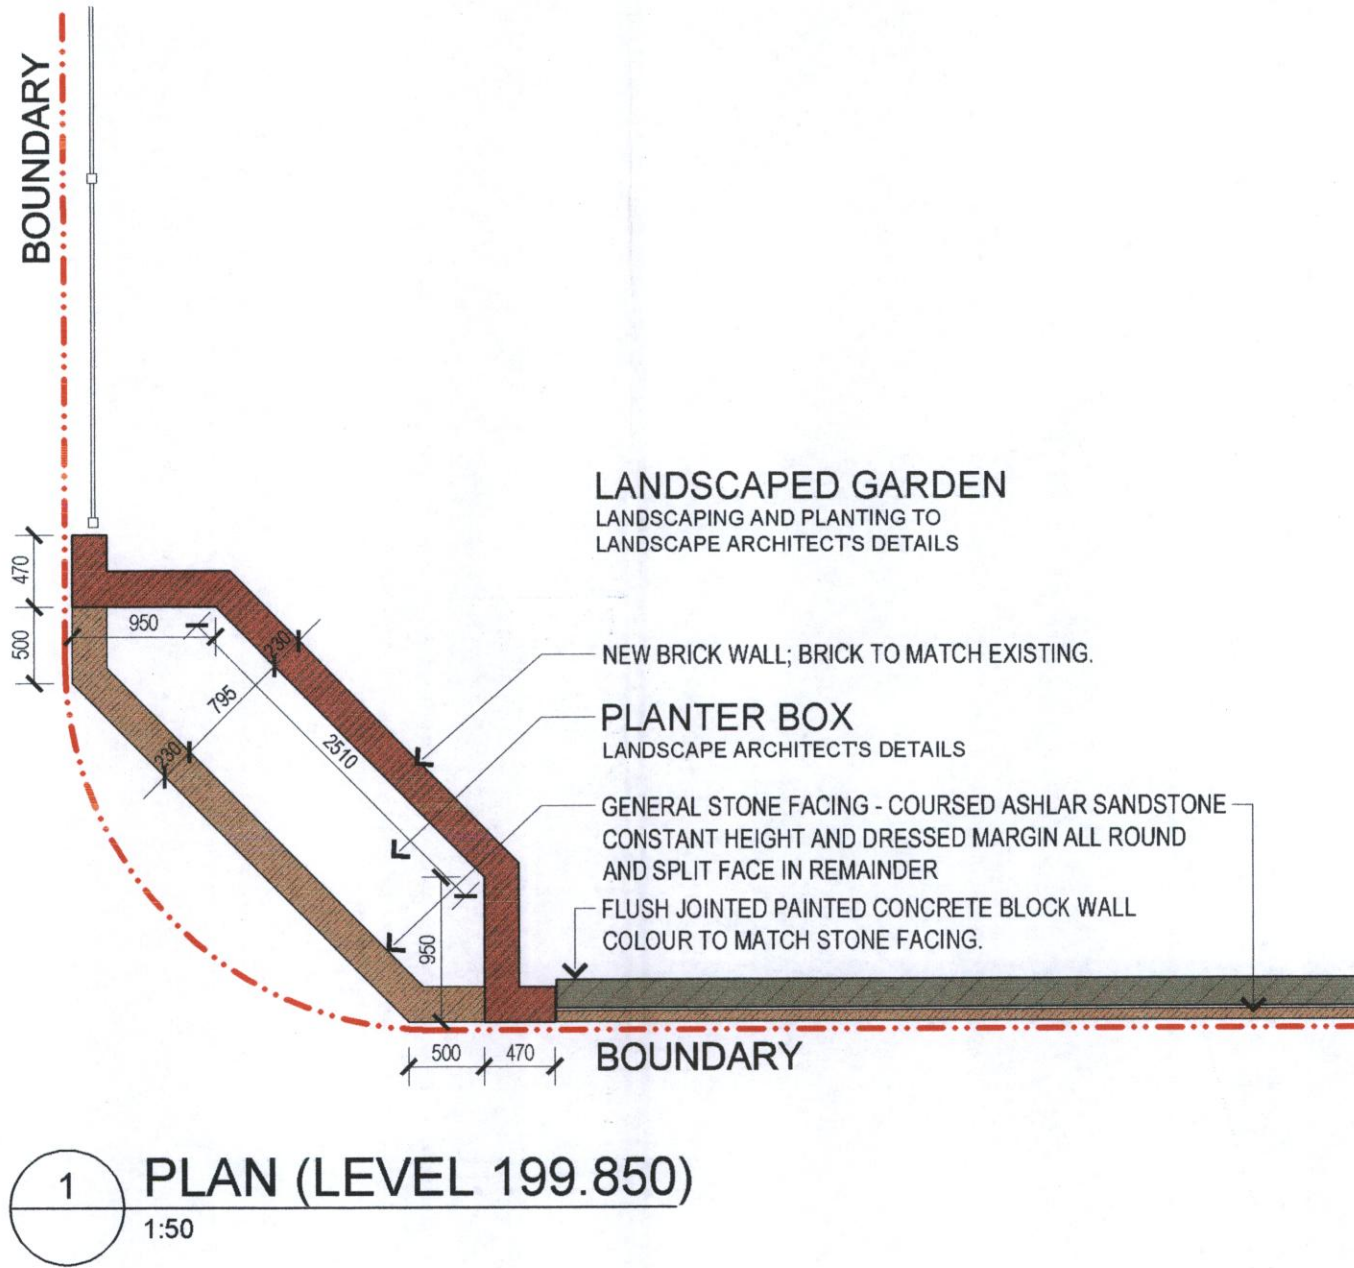 BOUNDARY
LANDSCAPED GARDEN
LANDSCAPING AND PLANTING TO
LANDSCAPE ARCHITECT'S DETAILS
470
500
950
230
795
230
2510
950
NEW BRICK WALL; BRICK TO MATCH EXISTING.
PLANTER BOX
LANDSCAPE ARCHITECT'S DETAILS
GENERAL STONE FACING - COURSED ASHLAR SANDSTONE
CONSTANT HEIGHT AND DRESSED MARGIN ALL ROUND
AND SPLIT FACE IN REMAINDER
FLUSH JOINTED PAINTED CONCRETE BLOCK WALL
COLOUR TO MATCH STONE FACING.
500
470
BOUNDARY
1
PLAN (LEVEL 199.850)
1:50